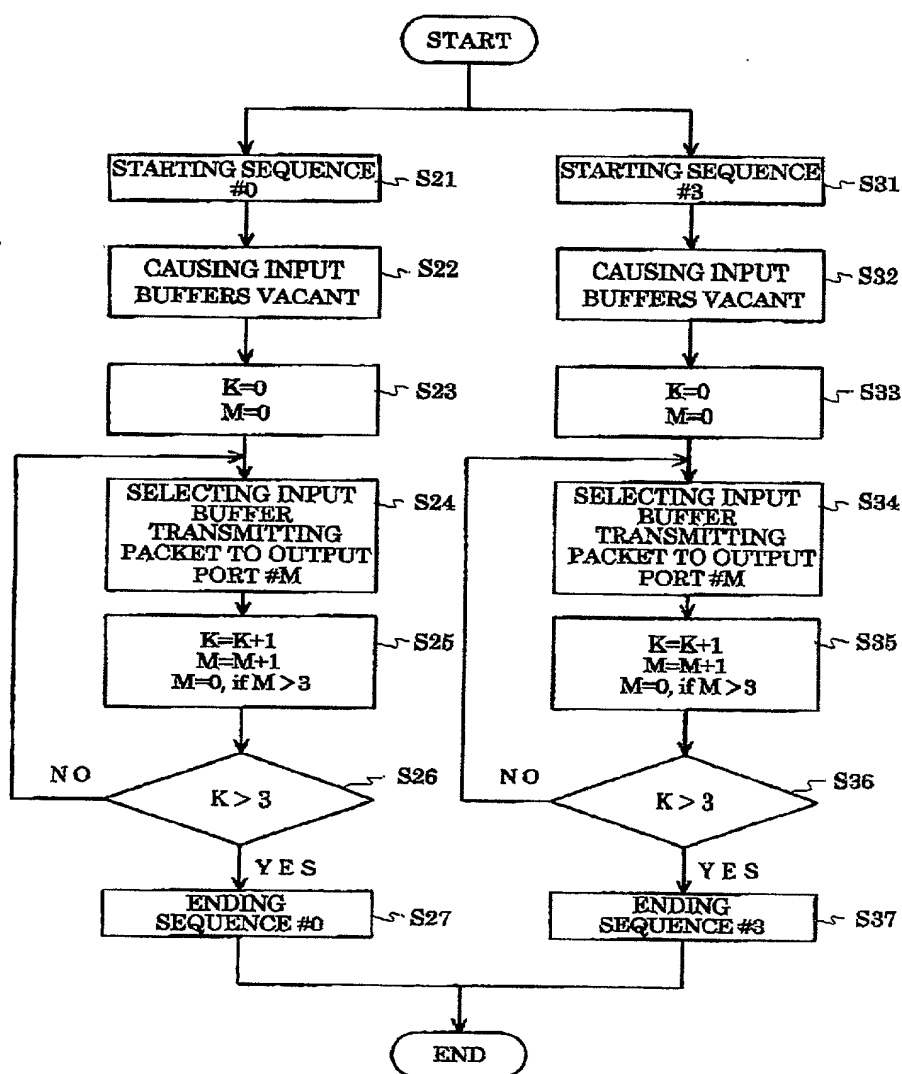 START
STARTING SEQUENCE
#0
S21
CAUSING INPUT
BUFFERS VACANT
S22
K=0
M=0
S23
SELECTING INPUT
BUFFER
TRANSMITTING
PACKET TO OUTPUT
PORT #M
S24
K=K+1
M=M+1
M=0, if M > 3
S25
NO
K > 3
S26
YES
ENDING
SEQUENCE #0
S27
STARTING SEQUENCE
#3
S31
CAUSING INPUT
BUFFERS VACANT
S32
K=0
M=0
S33
SELECTING INPUT
BUFFER
TRANSMITTING
PACKET TO OUTPUT
PORT #M
S34
K=K+1
M=M+1
M=0, if M > 3
S35
NO
K > 3
S36
YES
ENDING
SEQUENCE #3
S37
END